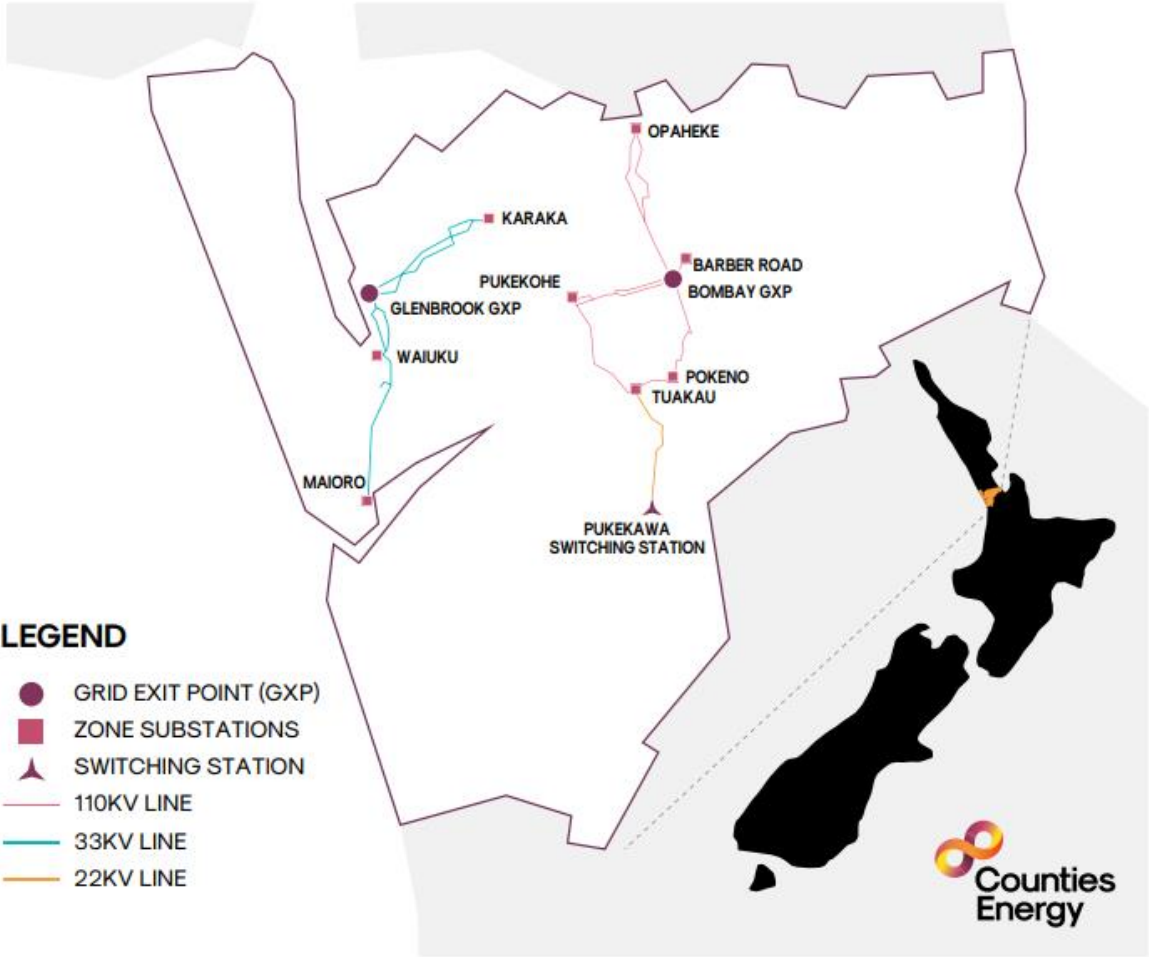 OPAHEKE
KARAKA
BARBER ROAD
PUKEKOHE
BOMBAY GXP
GLENBROOK GXP
WAIUKU
POKENO
TUAKAU
MAIORO
PUKEKAWA
SWITCHING STATION
LEGEND
GRID EXIT POINT (GXP)
ZONE SUBSTATIONS
SWITCHING STATION
110KV LINE
33KV LINE
22KV LINE
Counties
Energy